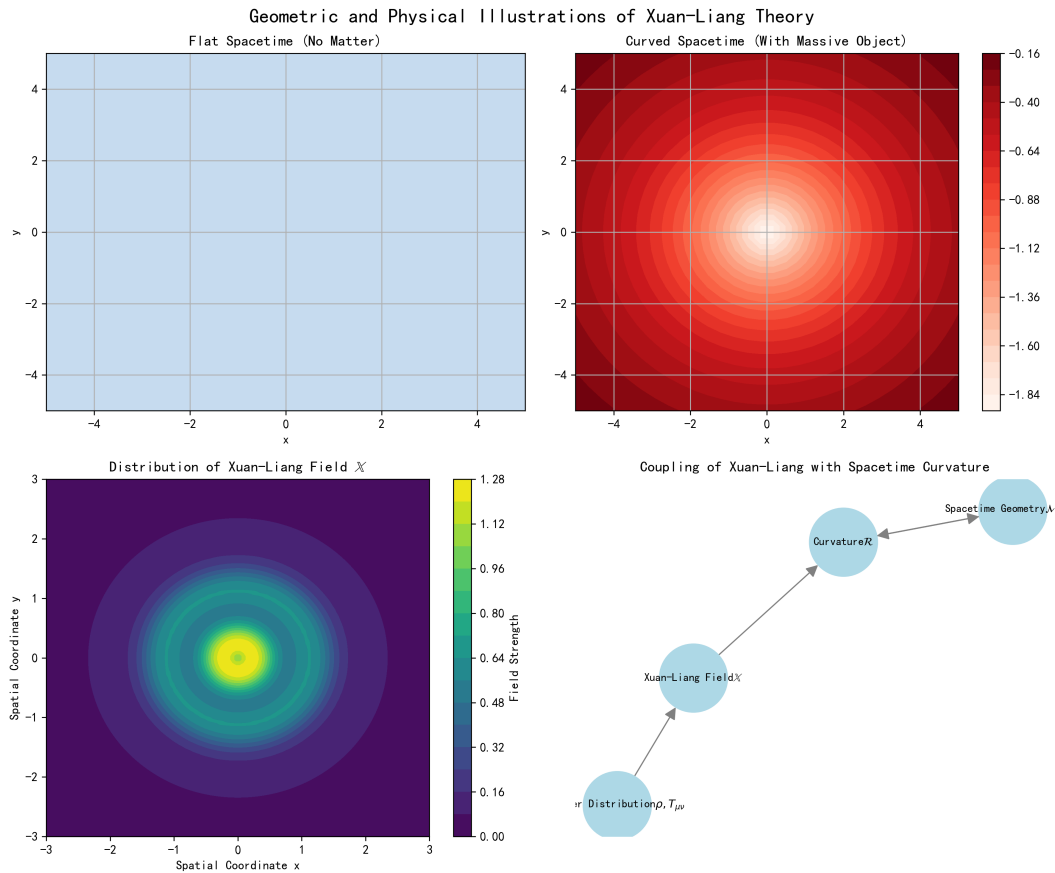 Geometric and Physical Illustrations of Xuan-Liang Theory
Flat Spacetime (No Matter)
4
2
0
−2
−4
y
−4 −2 0 2 4
x
Curved Spacetime (With Massive Object)
4
2
0
−2
−4
y
−4 −2 0 2 4
x
−0.16
−0.40
−0.64
−0.88
−1.12
−1.36
−1.60
−1.84
Distribution of Xuan-Liang Field 𝕏
3
2
1
0
−1
−2
−3
Spatial Coordinate y
−3 −2 −1 0 1 2 3
Spatial Coordinate x
1.28
1.12
0.96
0.80
0.64
0.48
0.32
0.16
0.00
Field Strength
Coupling of Xuan-Liang with Spacetime Curvature
Spacetime Geometry
Curvatureℛ
Xuan-Liang Field𝕏
er Distributionρ, Tμν